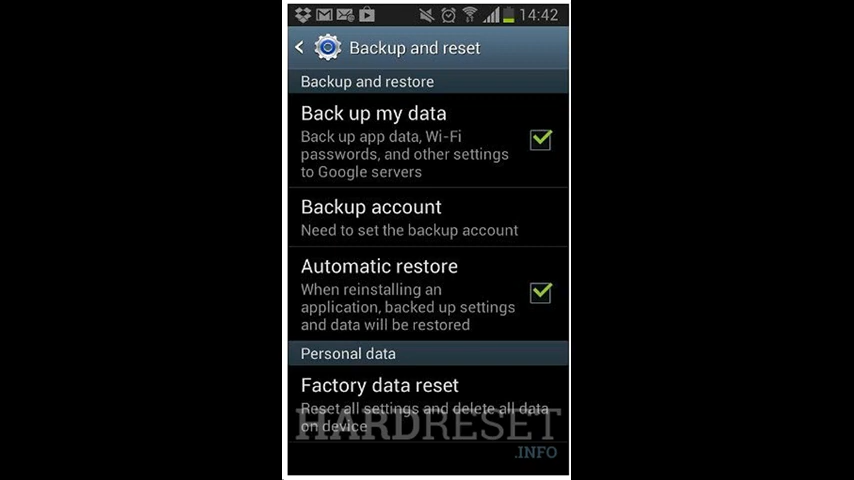 14:42
Backup and reset
Backup and restore
Back up my data
Back up app data, Wi-Fi
passwords, and other settings
to Google servers
Backup account
Need to set the backup account
Automatic restore
When reinstalling an
application, backed up settings
and data will be restored
Personal data
Factory data reset
Reset all settings and delete all data
on device
HARDRESET
.INFO